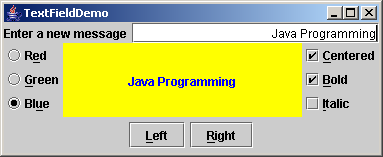 TextFieldDemo
Enter a new message Java Programming
Red Centered
Green Java Programming Bold
Blue Italic
Left Right